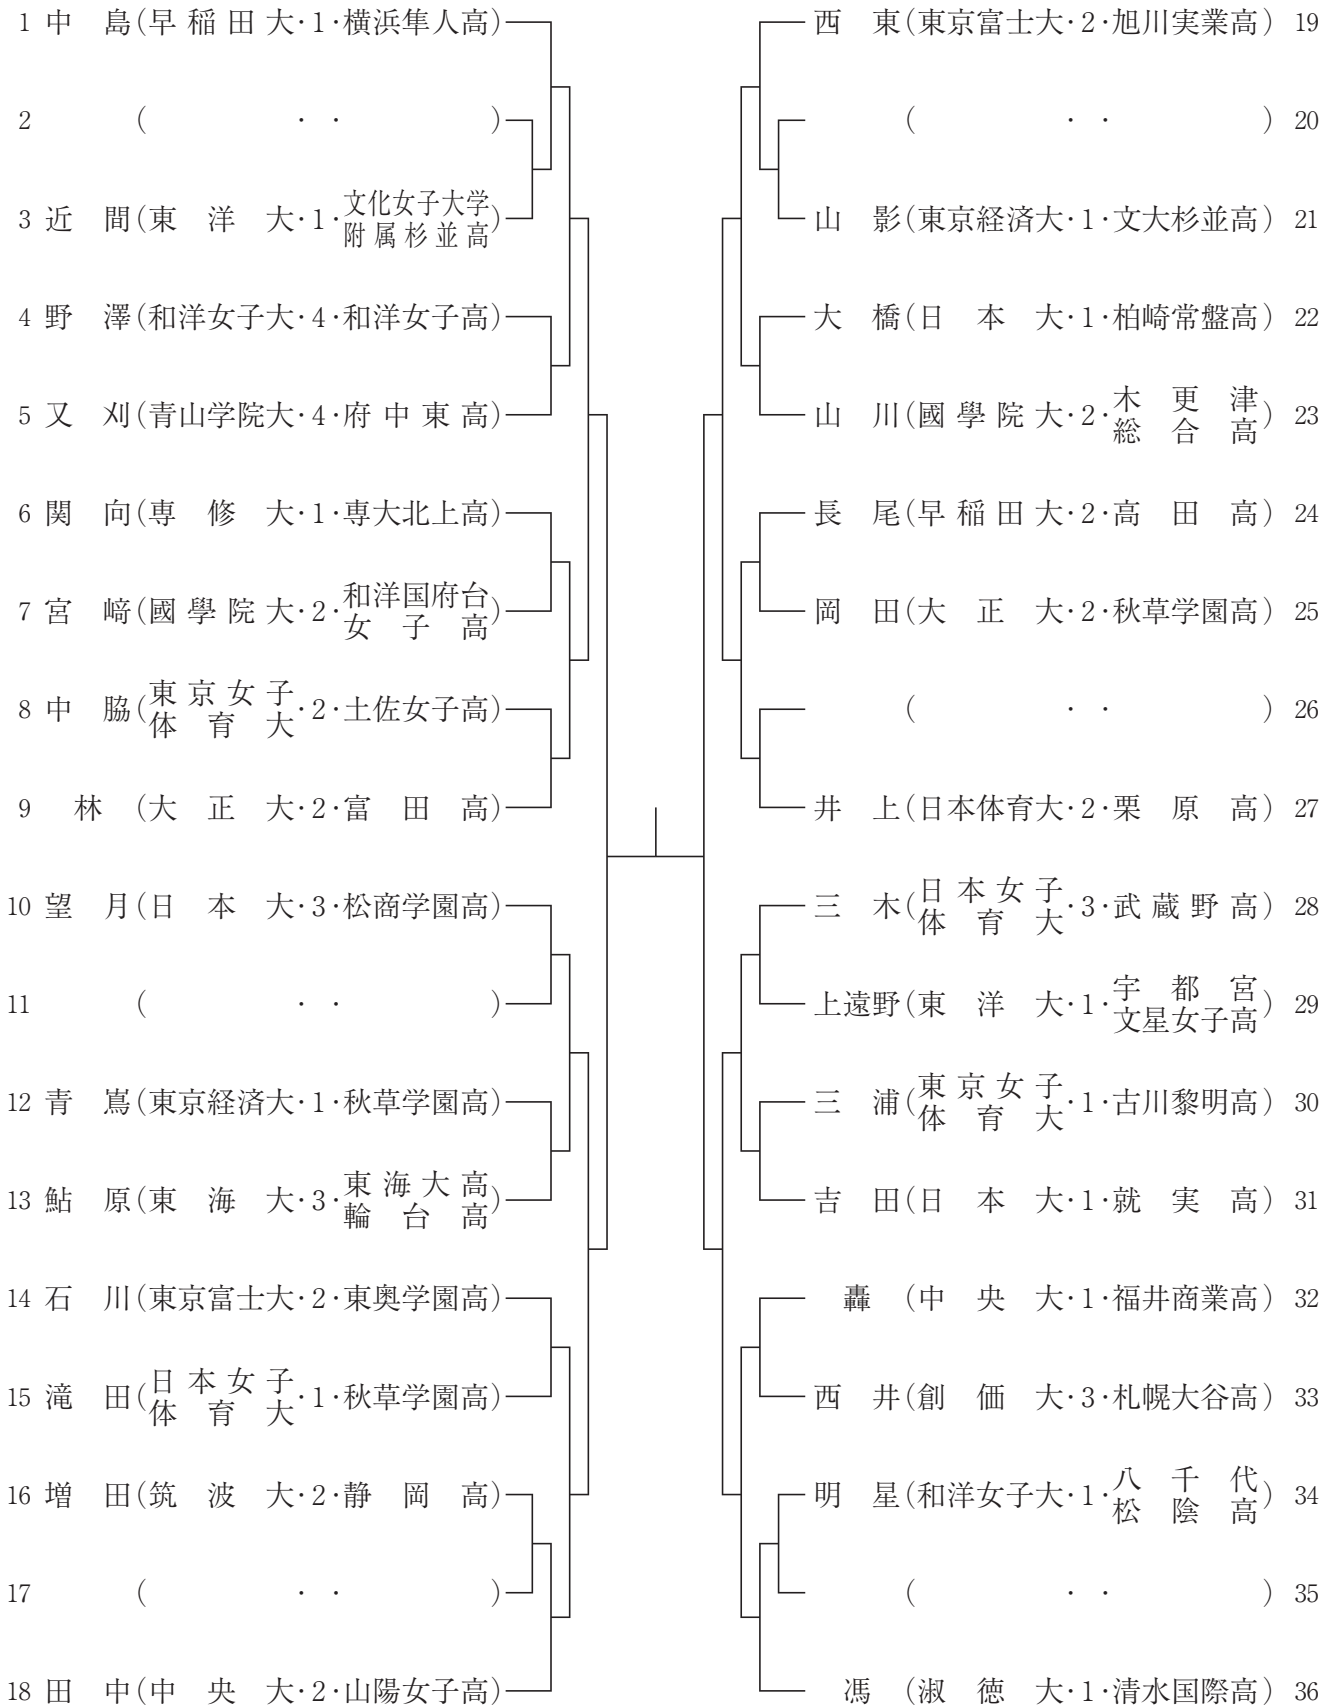 1 中島(早稲田大・1・横浜隼人高)
2 (・・)
3 近間(東洋大・1・文化女子大学附属杉並高)
4 野澤(和洋女子大・4・和洋女子高)
5 又刈(青山学院大・4・府中東高)
6 関向(専修大・1・専大北上高)
7 宮﨑(國學院大・2・和洋国府台女子高)
8 中脇(東京女子体育大・2・土佐女子高)
9 林(大正大・2・富田高)
10 望月(日本大・3・松商学園高)
11 (・・)
12 青嶌(東京経済大・1・秋草学園高)
13 鮎原(東海大・3・東海大高輪台高)
14 石川(東京富士大・2・東奥学園高)
15 滝田(日本女子体育大・1・秋草学園高)
16 増田(筑波大・2・静岡高)
17 (・・)
18 田中(中央大・2・山陽女子高)
西東(東京富士大・2・旭川実業高) 19
(・・) 20
山影(東京経済大・1・文大杉並高) 21
大橋(日本大・1・柏崎常盤高) 22
山川(國學院大・2・木更津総合高) 23
長尾(早稲田大・2・高田高) 24
岡田(大正大・2・秋草学園高) 25
(・・) 26
井上(日本体育大・2・栗原高) 27
三木(日本女子体育大・3・武蔵野高) 28
上遠野(東洋大・1・宇都宮文星女子高) 29
三浦(東京女子体育大・1・古川黎明高) 30
吉田(日本大・1・就実高) 31
轟(中央大・1・福井商業高) 32
西井(創価大・3・札幌大谷高) 33
明星(和洋女子大・1・八千代松陰高) 34
(・・) 35
馮(淑徳大・1・清水国際高) 36